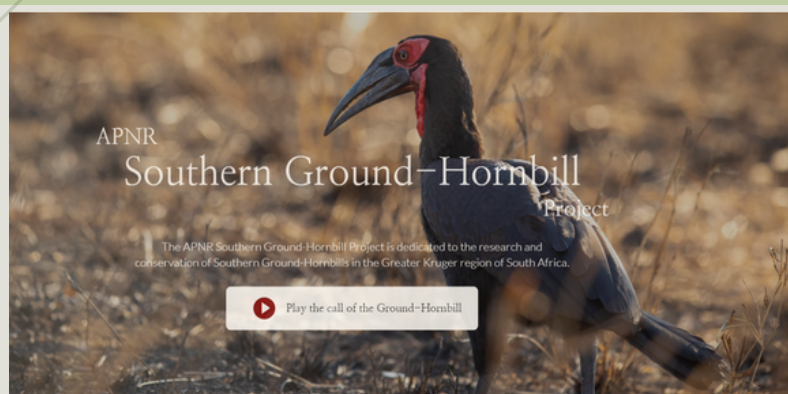 APNR
Southern Ground-Hornbill
Project
The APNR Southern Ground-Hornbill Project is dedicated to the research and
conservation of Southern Ground-Hornbills in the Greater Kruger region of South Africa.
Play the call of the Ground-Hornbill